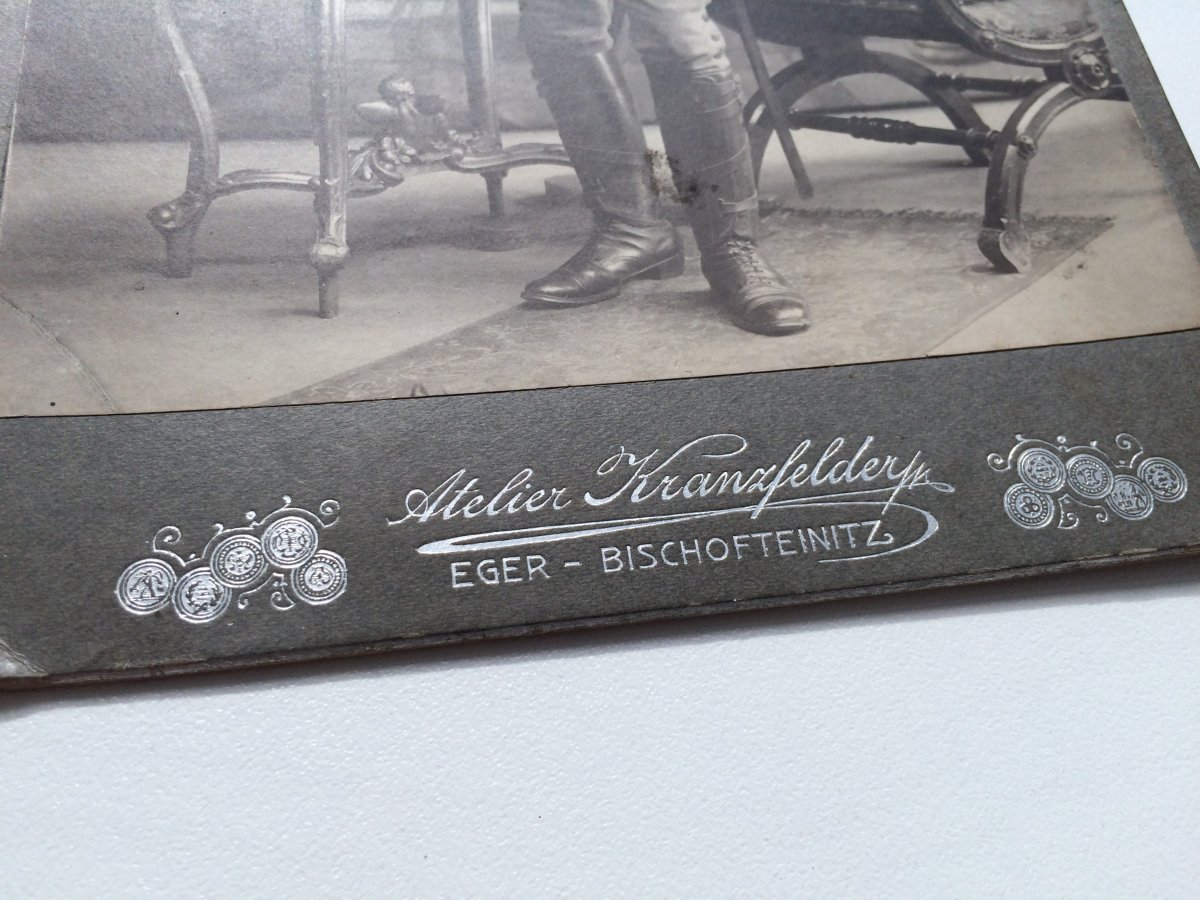 Atelier Kranzfelder
EGER - BISCHOFTEINITZ